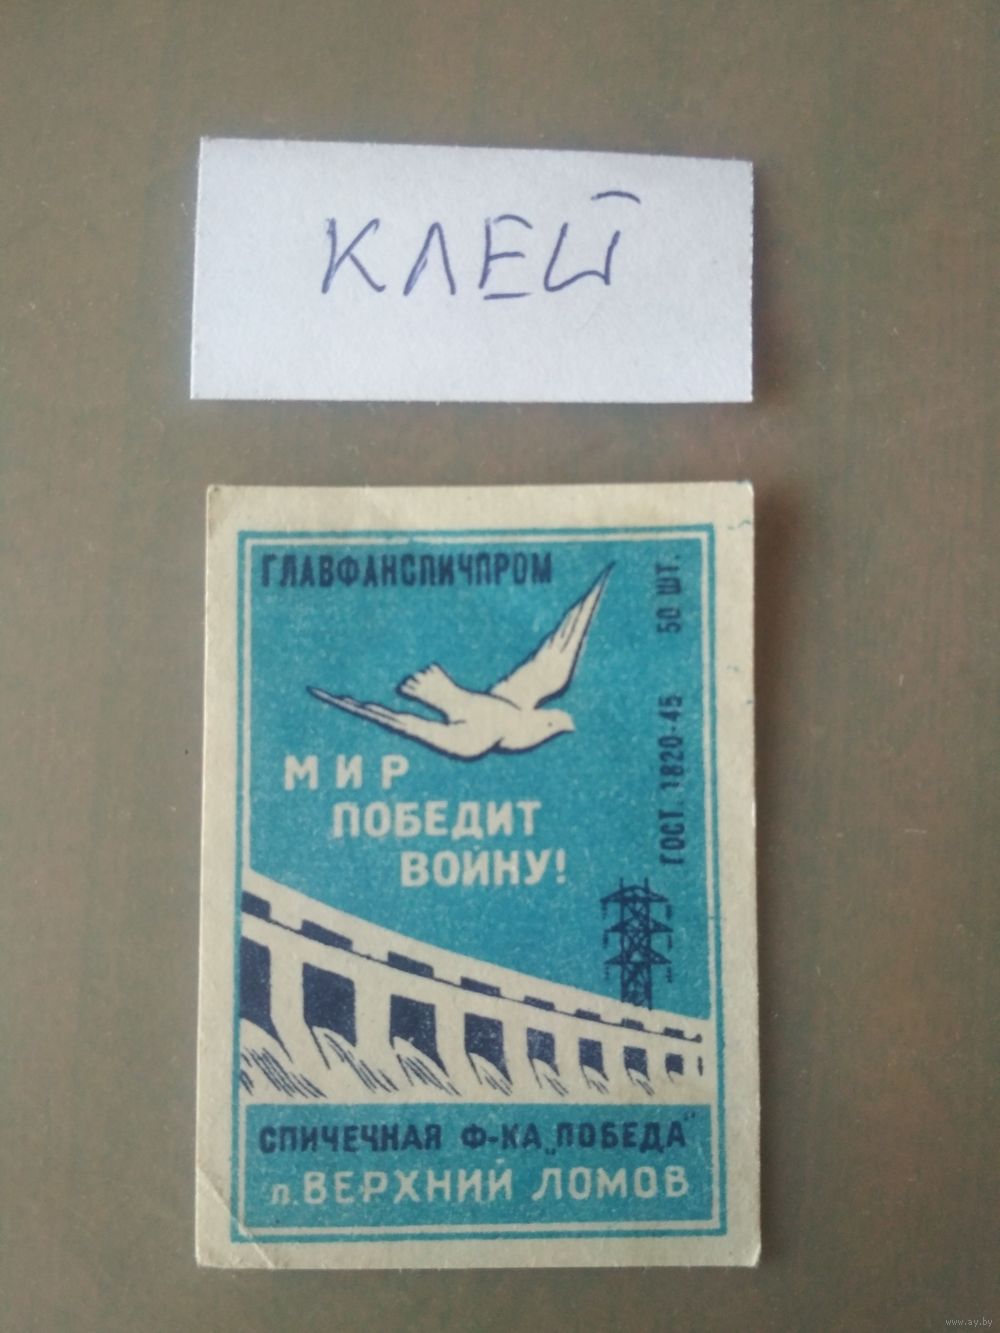 КЛЕЙ
ГЛАВФАНСПИЧПРОМ
50 ШТ.
ГОСТ. 1820-45
МИР
ПОБЕДИТ
ВОЙНУ!
СПИЧЕЧНАЯ Ф-КА „ПОБЕДА"
п. ВЕРХНИЙ ЛОМОВ
www.ay.by